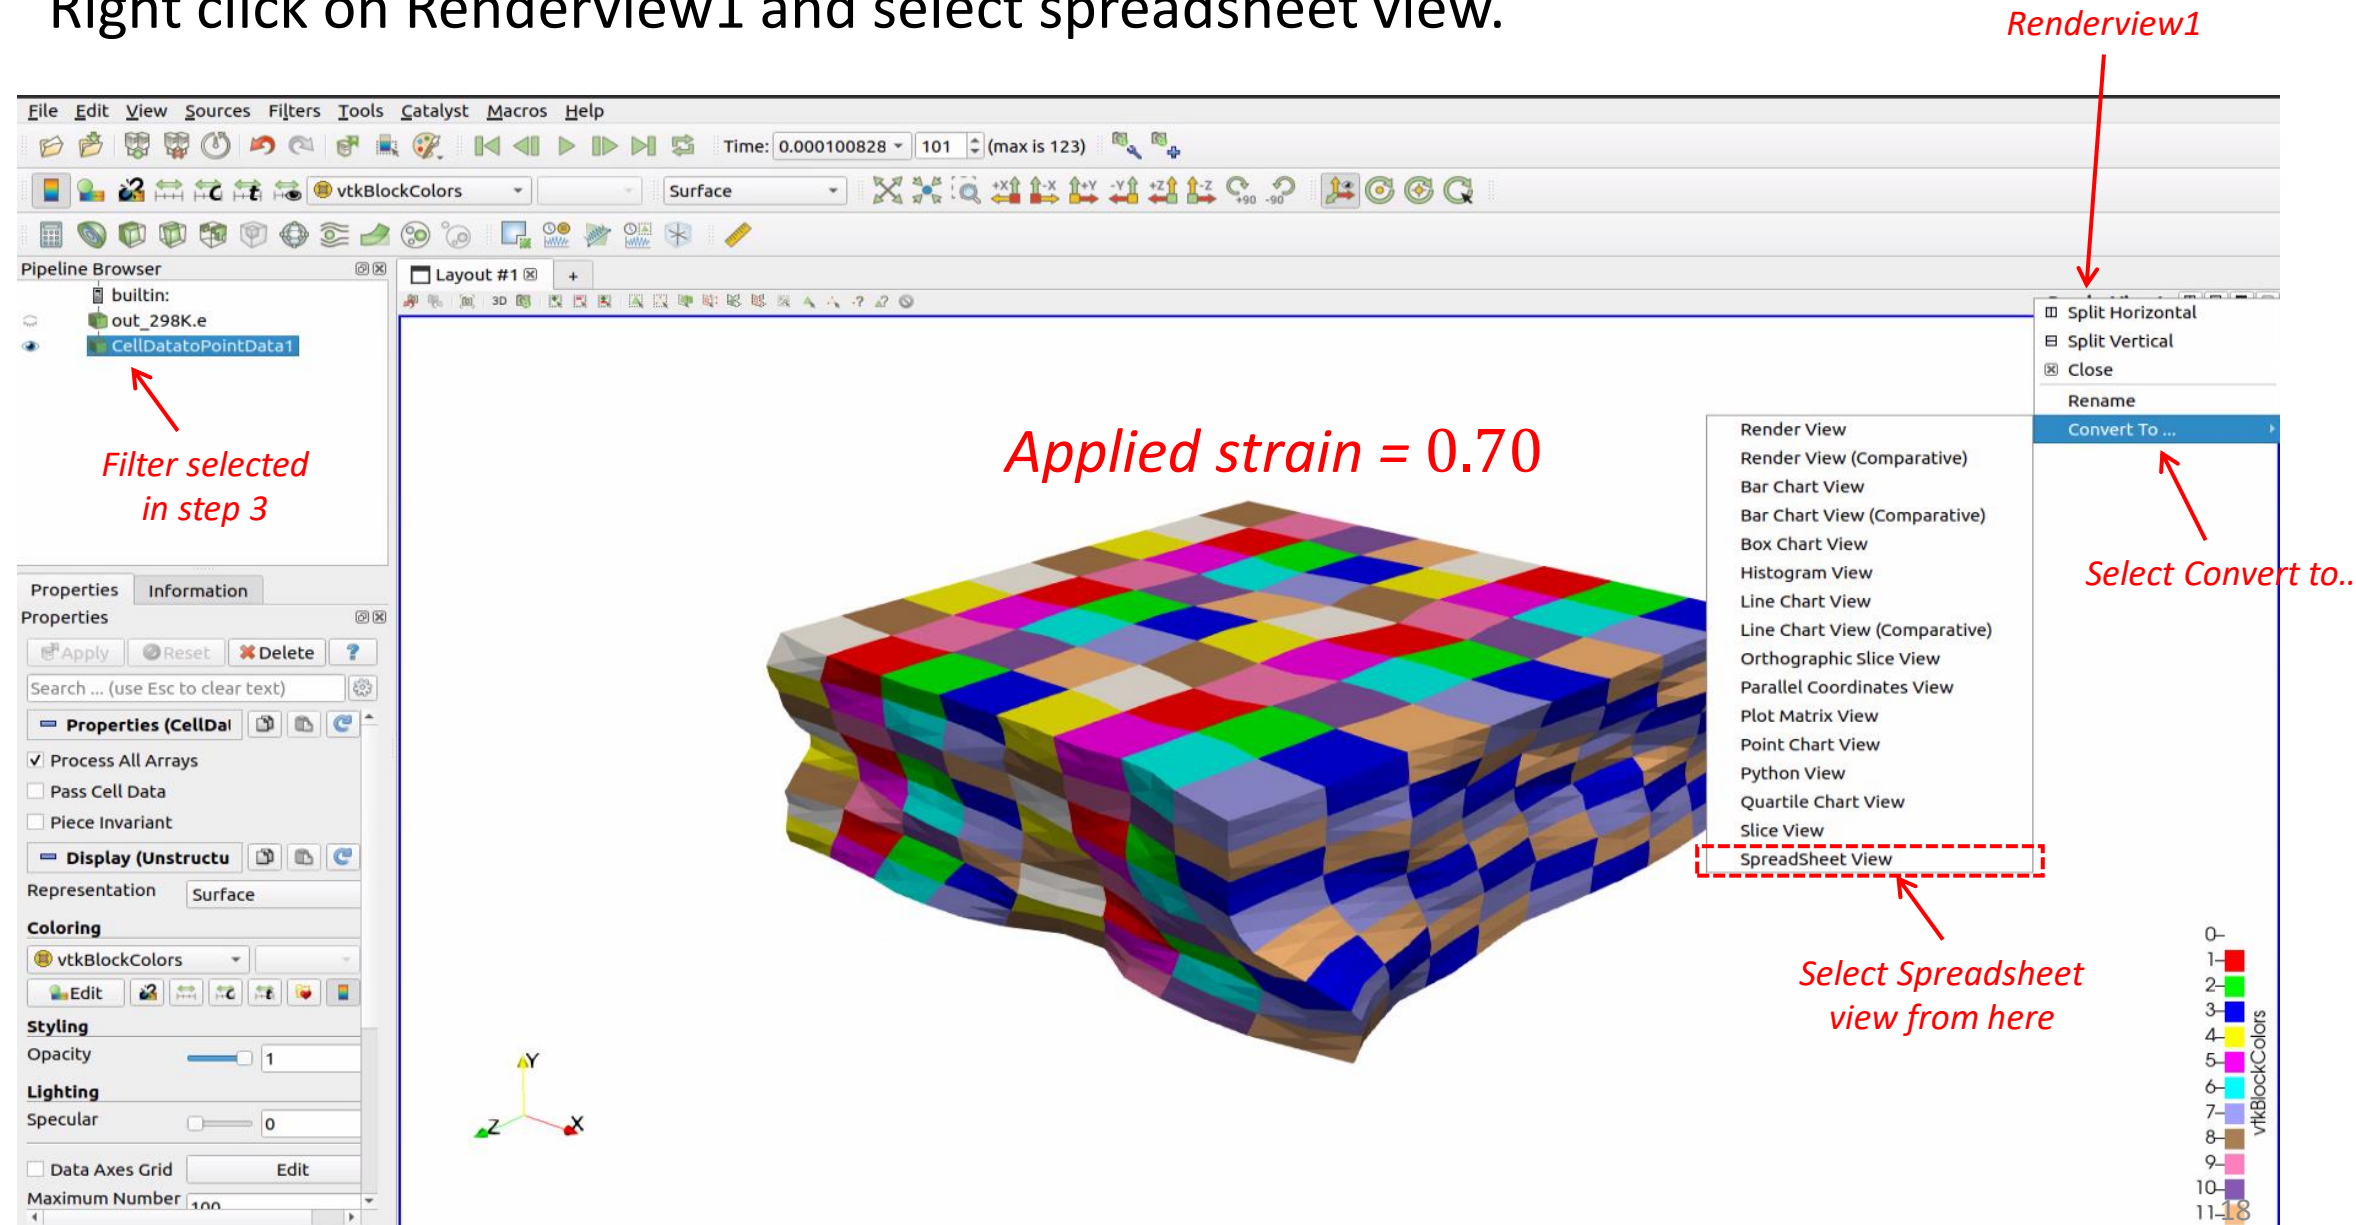 Right click on Renderview1 and select spreadsheet view.
Renderview1
File Edit View Sources Filters Tools Catalyst Macros Help
Time: 0.000100828 101 (max is 123)
vtkBlockColors Surface
+X -X +Y -Y +Z -Z +90 -90
Pipeline Browser
Layout #1 +
builtin:
3D
out_298K.e
CellDatatoPointData1
Filter selected
in step 3
Applied strain = 0.70
Split Horizontal
Split Vertical
Close
Rename
Convert To ...
Select Convert to..
Render View
Render View (Comparative)
Bar Chart View
Bar Chart View (Comparative)
Box Chart View
Histogram View
Line Chart View
Line Chart View (Comparative)
Orthographic Slice View
Parallel Coordinates View
Plot Matrix View
Point Chart View
Python View
Quartile Chart View
Slice View
SpreadSheet View
Select Spreadsheet
view from here
Properties Information
Properties
Apply Reset Delete ?
Search ... (use Esc to clear text)
Properties (CellDat
Process All Arrays
Pass Cell Data
Piece Invariant
Display (Unstructu
Representation Surface
Coloring
vtkBlockColors
Edit
Styling
Opacity 1
Lighting
Specular 0
Data Axes Grid Edit
Maximum Number 100
Y
Z X
0
1
2
3
4
5
6
7
8
9
10
11
vtkBlockColors
18